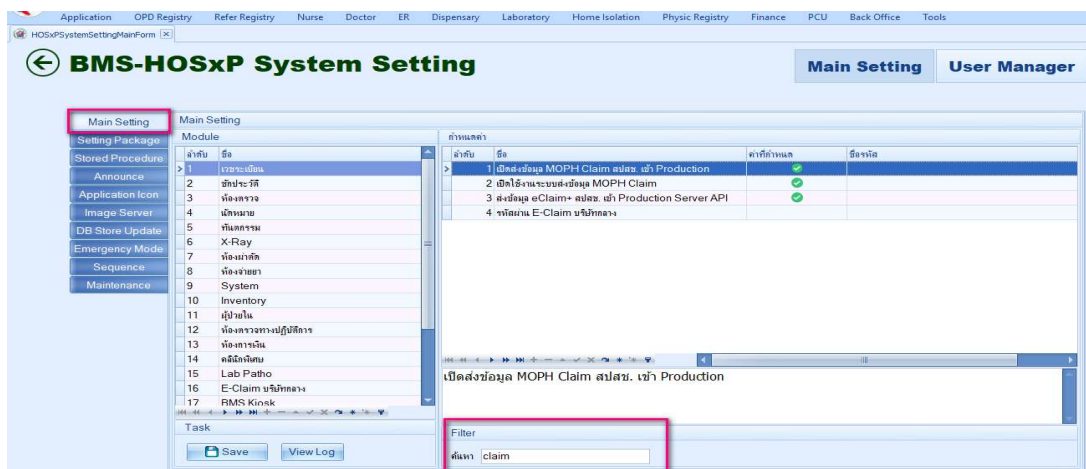 Application OPD Registry Refer Registry Nurse Doctor ER Dispensary Laboratory Home Isolation Physic Registry Finance PCU Back Office Tools
HOSxPSystemSettingMainForm
BMS-HOSxP System Setting
Main Setting User Manager
Main Setting
Setting Package
Stored Procedure
Announce
Application Icon
Image Server
DB Store Update
Emergency Mode
Sequence
Maintenance
Main Setting
Module
ลำดับ ชื่อ
1 เวชระเบียน
2 ซักประวัติ
3 ห้องตรวจ
4 นัดหมาย
5 ทันตกรรม
6 X-Ray
7 ห้องผ่าตัด
8 ห้องจ่ายยา
9 System
10 Inventory
11 ผู้ป่วยใน
12 ห้องตรวจทางปฏิบัติการ
13 ห้องการเงิน
14 คลินิกพิเศษ
15 Lab Patho
16 E-Claim บริษัทกลาง
17 BMS Kiosk
Task
Save View Log
กำหนดค่า
ลำดับ ชื่อ ค่าที่กำหนด ชื่อรหัส
1 เปิดส่งข้อมูล MOPH Claim สปสช. เข้า Production
2 เปิดใช้งานระบบส่งข้อมูล MOPH Claim
3 ส่งข้อมูล eClaim+ สปสช. เข้า Production Server API
4 รหัสผ่าน E-Claim บริษัทกลาง
เปิดส่งข้อมูล MOPH Claim สปสช. เข้า Production
Filter
ค้นหา claim